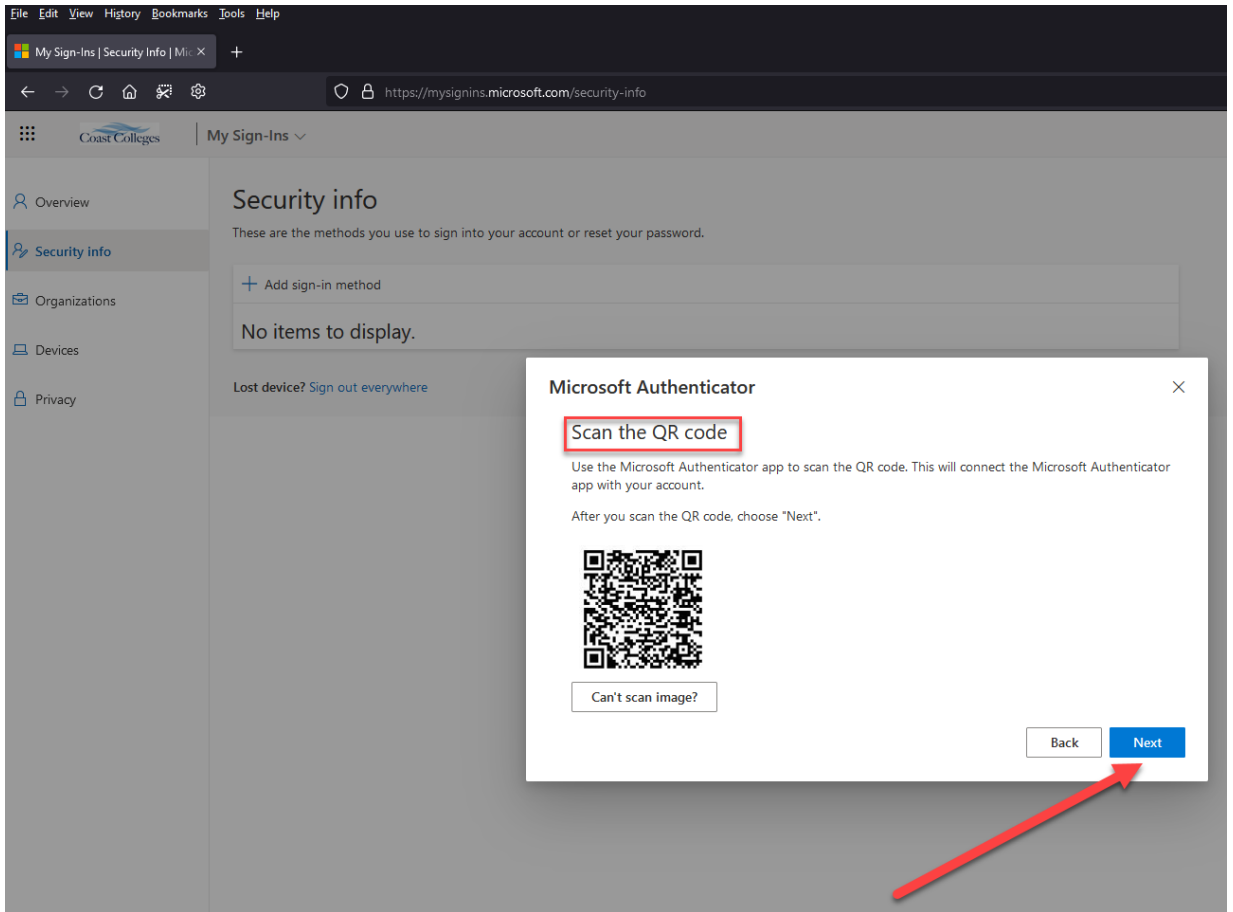 File Edit View History Bookmarks Tools Help
My Sign-Ins | Security Info | Mic
https://mysignins.microsoft.com/security-info
Coast Colleges
My Sign-Ins
Overview
Security info
Organizations
Devices
Privacy
Security info
These are the methods you use to sign into your account or reset your password.
Add sign-in method
No items to display.
Lost device? Sign out everywhere
Microsoft Authenticator
Scan the QR code
Use the Microsoft Authenticator app to scan the QR code. This will connect the Microsoft Authenticator
app with your account.
After you scan the QR code, choose "Next".
Can't scan image?
Back
Next